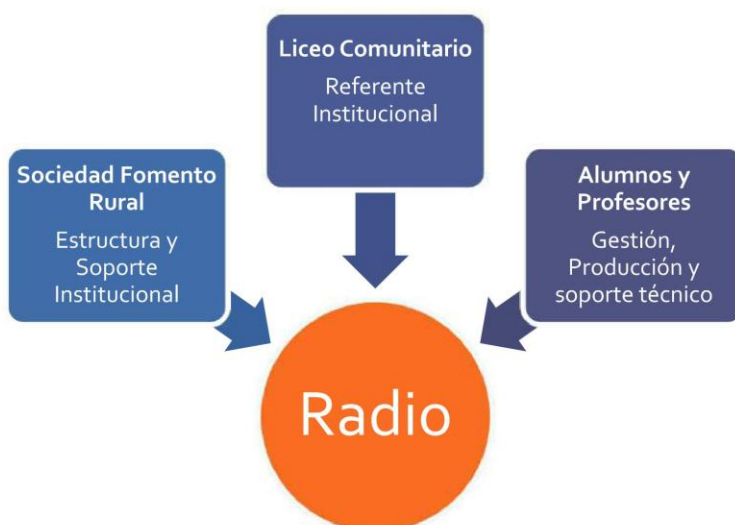 Liceo Comunitario
Referente
Institucional
Sociedad Fomento
Rural
Estructura y
Soporte
Institucional
Alumnos y
Profesores
Gestión,
Producción y
soporte técnico
Radio